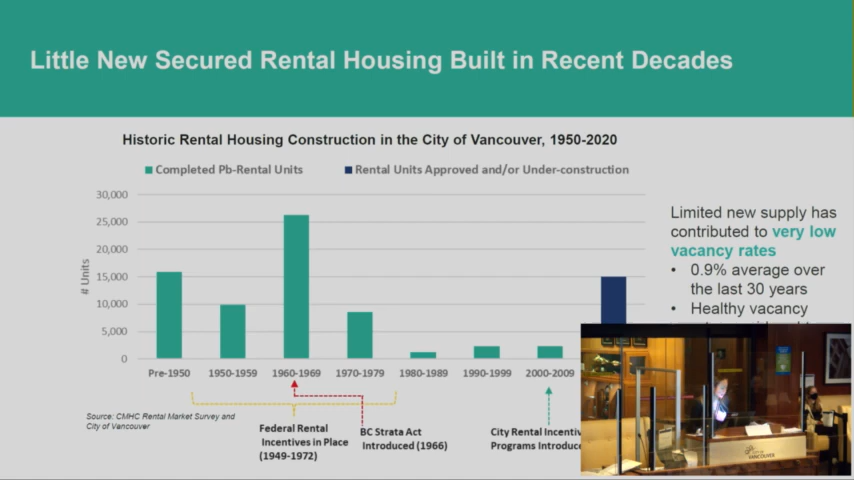 Little New Secured Rental Housing Built in Recent Decades
Historic Rental Housing Construction in the City of Vancouver, 1950-2020
Completed Pb-Rental Units
Rental Units Approved and/or Under-construction
30,000
25,000
20,000
15,000
10,000
5,000
0
# Units
Pre-1950 1950-1959 1960-1969 1970-1979 1980-1989 1990-1999 2000-2009
Limited new supply has
contributed to very low
vacancy rates
• 0.9% average over
the last 30 years
• Healthy vacancy
Source: CMHC Rental Market Survey and
City of Vancouver
Federal Rental
Incentives in Place
(1949-1972)
BC Strata Act
Introduced (1966)
City Rental Incentiv
Programs Introduce
CITY OF
VANCOUVER